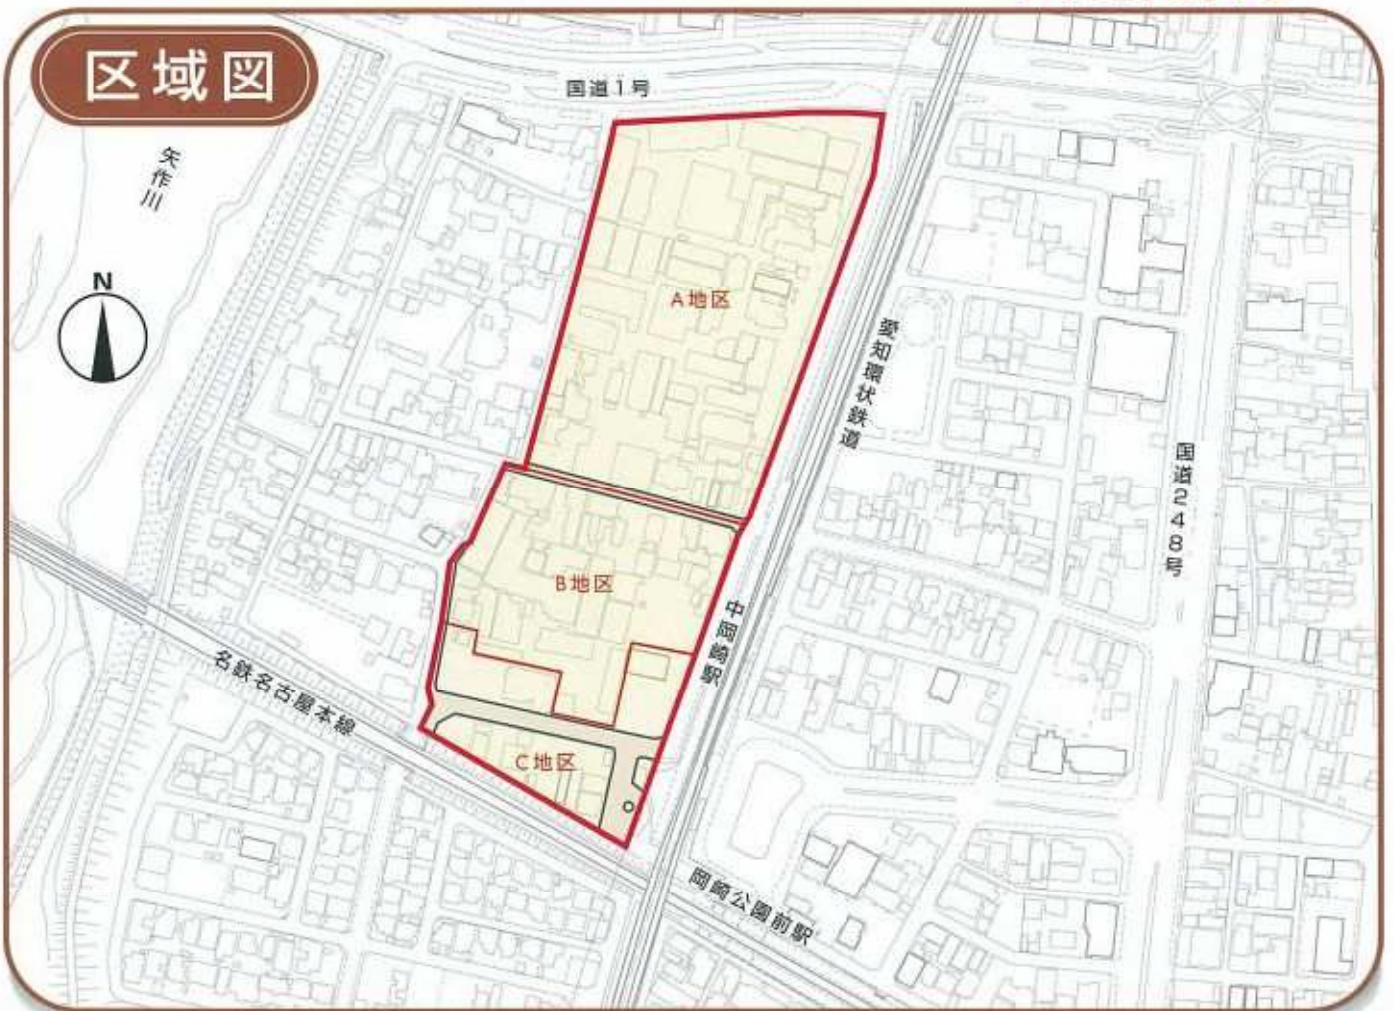 区域図
国道1号
矢作川
N
A地区
愛知環状鉄道
国道248号
B地区
中岡崎駅
名鉄名古屋本線
C地区
岡崎公園前駅